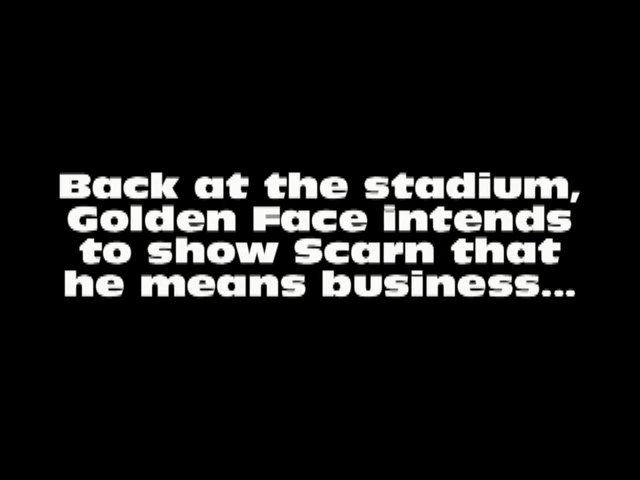 Back at the stadium,
Golden Face intends
to show Scarn that
he means business...